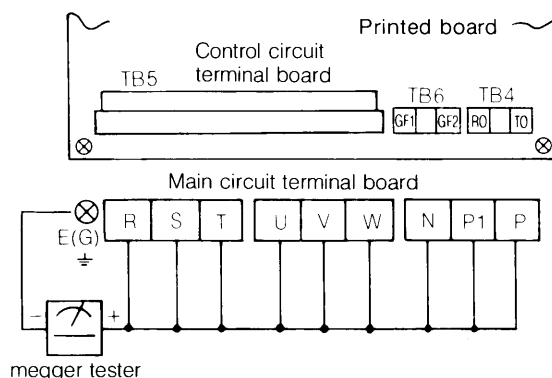 Printed board
Control circuit
terminal board
TB5
TB6
TB4
GF1 GF2 RO TO
Main circuit terminal board
E(G)
R S T U V W N P1 P
- +
megger tester